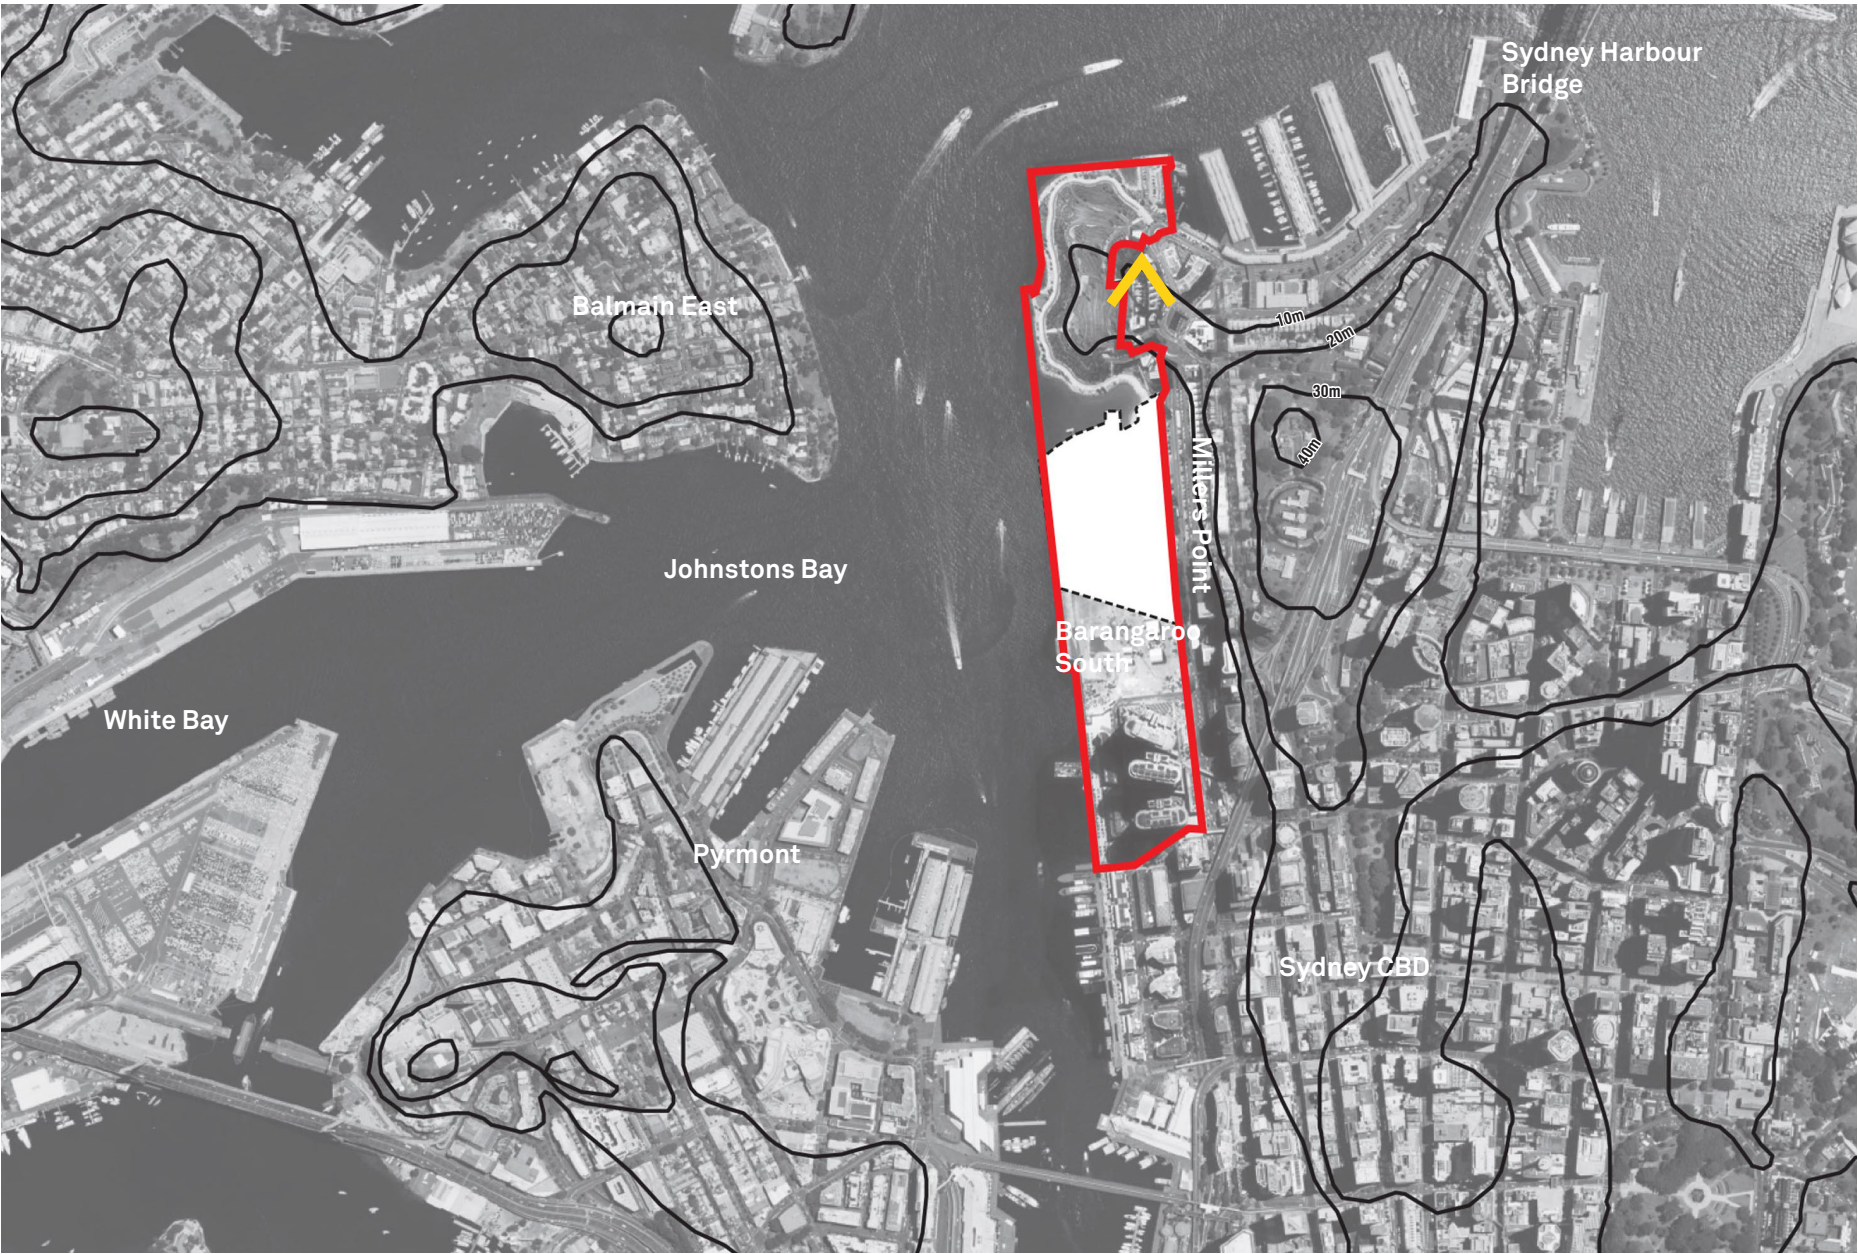 Sydney Harbour
Bridge
Balmain East
10m
20m
30m
40m
Millers Point
Johnstons Bay
Barangaroo
South
White Bay
Pyrmont
Sydney CBD